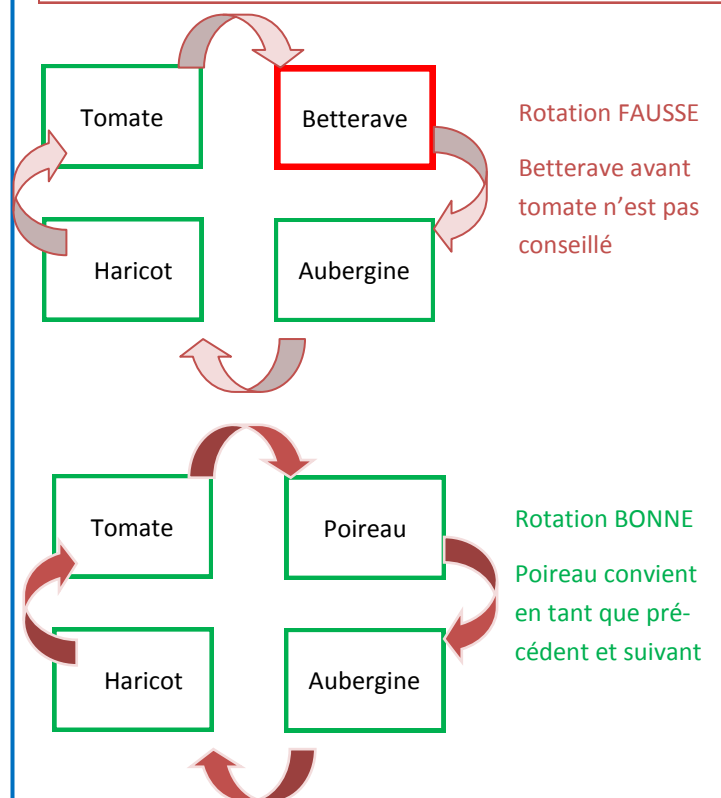 Tomate
Betterave
Rotation FAUSSE
Betterave avant
tomate n’est pas
conseillé
Haricot
Aubergine
Tomate
Poireau
Rotation BONNE
Poireau convient
en tant que pré-
cédent et suivant
Haricot
Aubergine